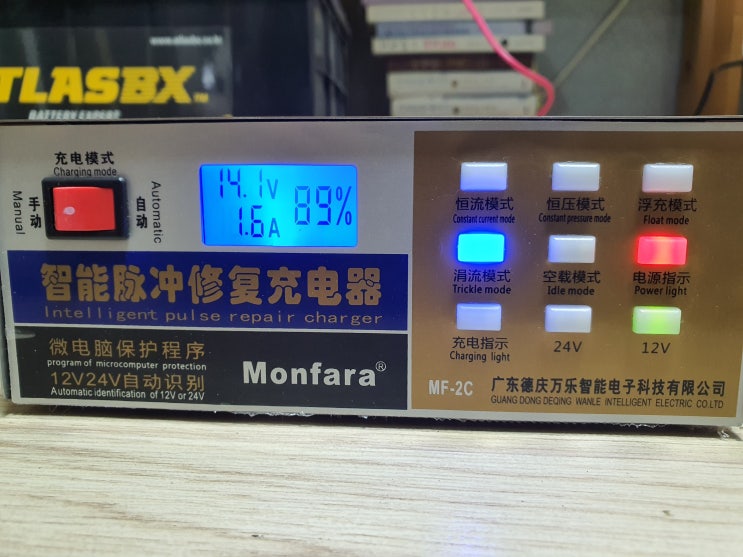 www.atlasbx.co.kr
TLASBX™
BATTERY EXPERT
充电模式
Charging mode
手动
Manual
自动
Automatic
14.1V
1.6A
89%
恒流模式
Constant current mode
恒压模式
Constant pressure mode
浮充模式
Float mode
涓流模式
Trickle mode
空载模式
Idle mode
电源指示
Power light
充电指示
Charging light
24V
12V
智能脉冲修复充电器
Intelligent pulse repair charger
微电脑保护程序
program of microcomputer protection
12V24V自动识别
Automatic identification of 12V or 24V
Monfara®
MF-2C
广东德庆万乐智能电子科技有限公司
GUANG DONG DEQING WANLE INTELLIGENT ELECTRIC CO.LTD